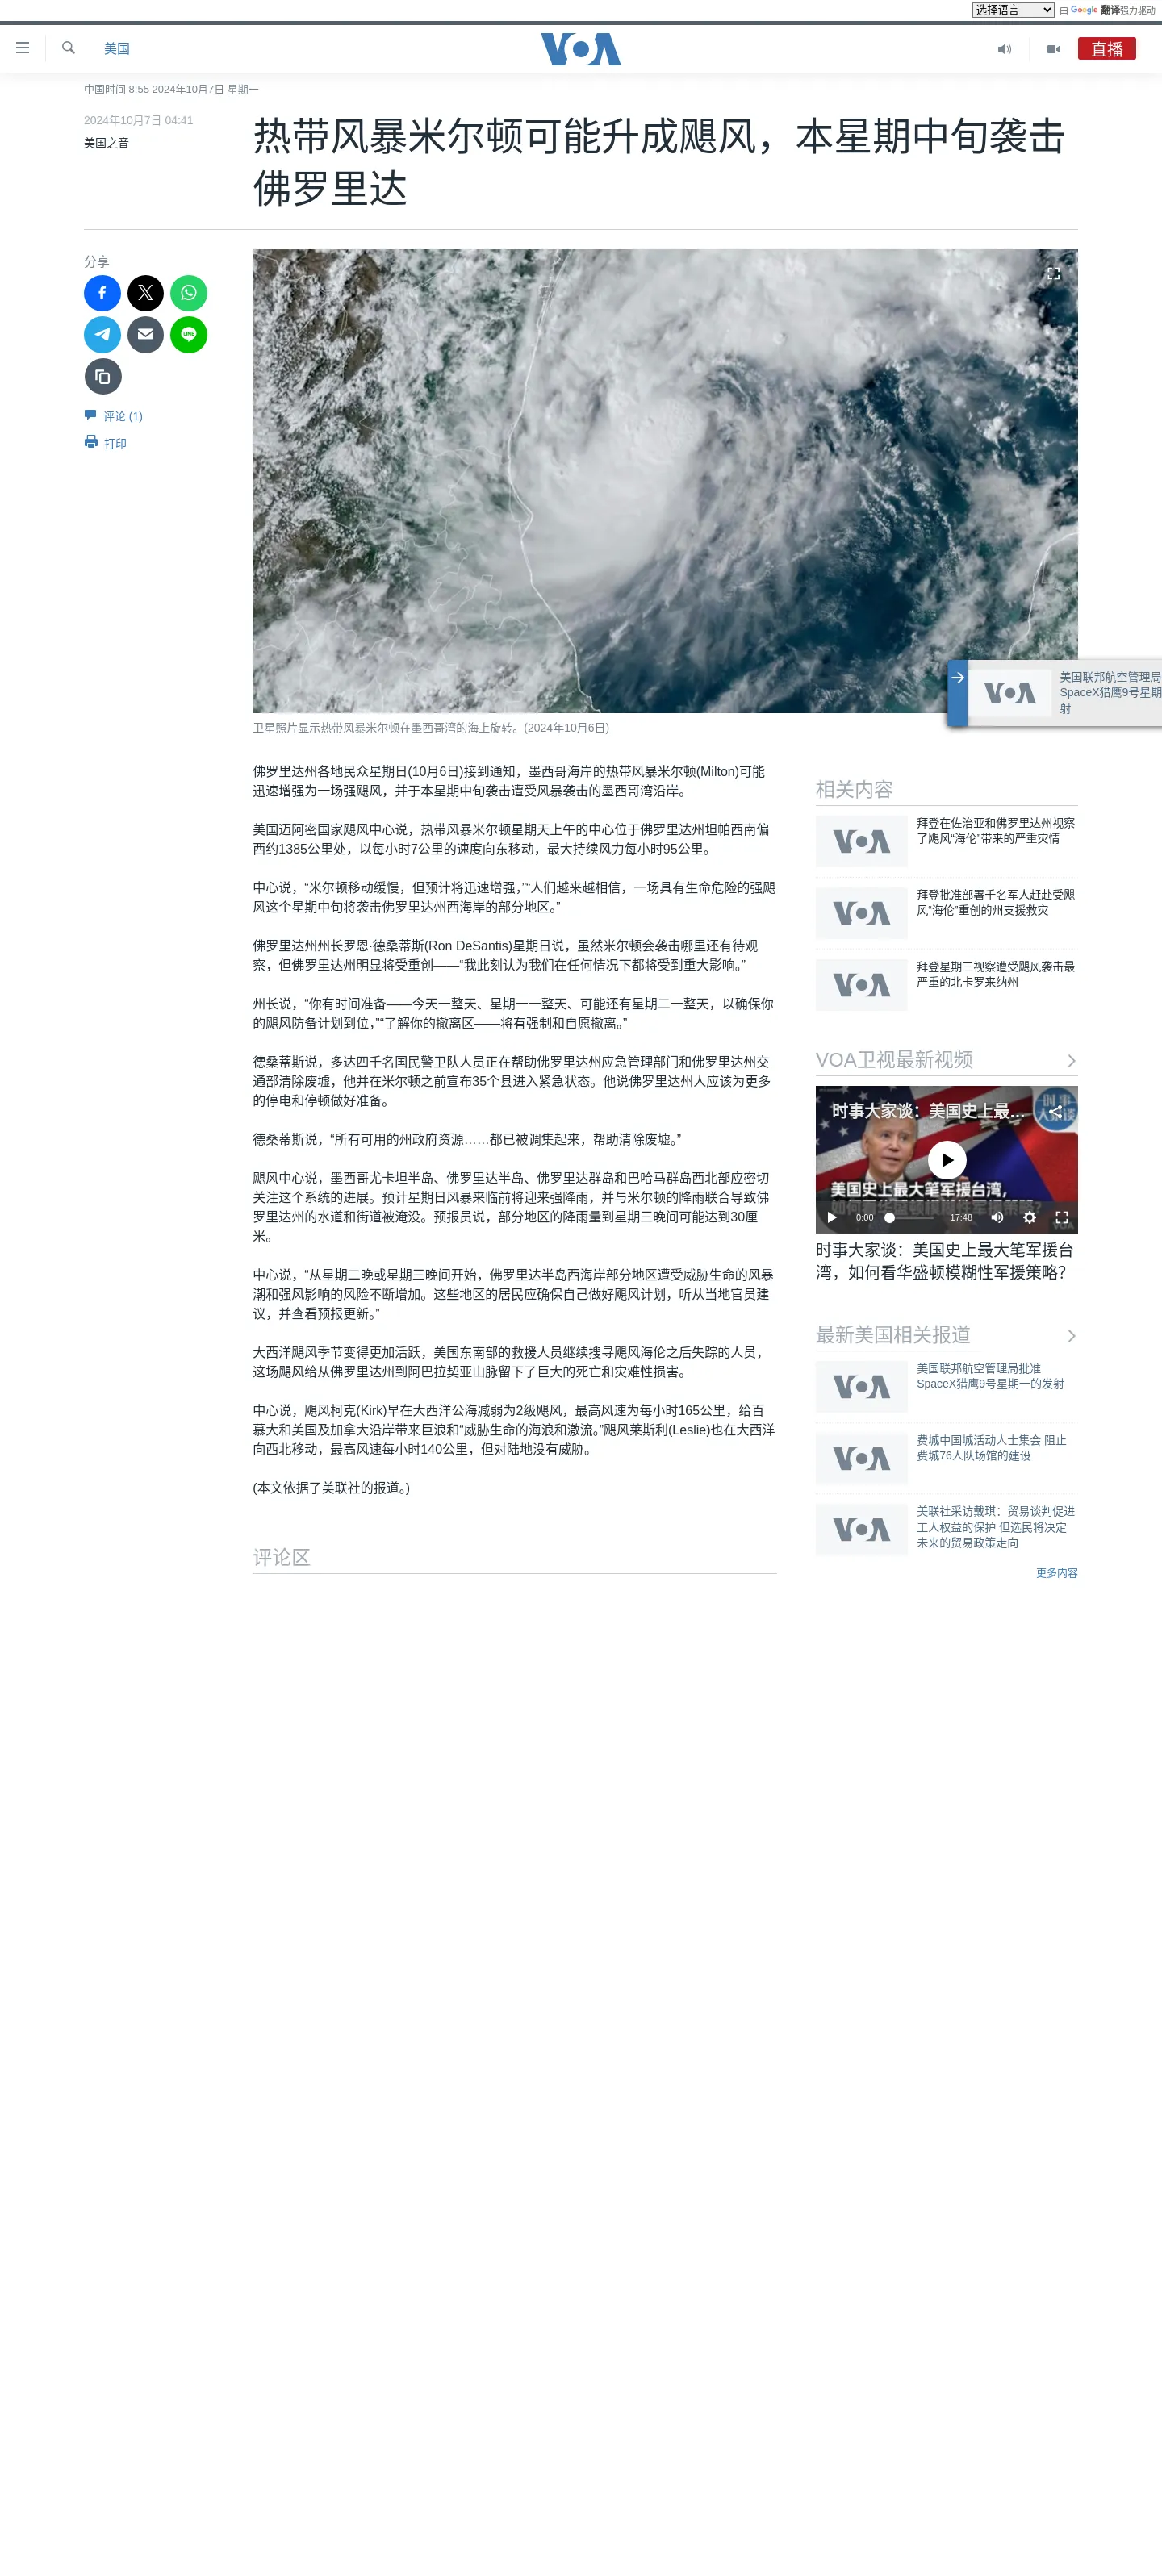 选择语言 由 Google 翻译强力驱动
美国
VOA
直播
中国时间 8:55 2024年10月7日 星期一
2024年10月7日 04:41
美国之音
热带风暴米尔顿可能升成飓风，本星期中旬袭击
佛罗里达
分享
评论 (1)
打印
卫星照片显示热带风暴米尔顿在墨西哥湾的海上旋转。(2024年10月6日)
VOA
美国联邦航空管理局
SpaceX猎鹰9号星期
射
佛罗里达州各地民众星期日(10月6日)接到通知，墨西哥海岸的热带风暴米尔顿(Milton)可能
迅速增强为一场强飓风，并于本星期中旬袭击遭受风暴袭击的墨西哥湾沿岸。
美国迈阿密国家飓风中心说，热带风暴米尔顿星期天上午的中心位于佛罗里达州坦帕西南偏
西约1385公里处，以每小时7公里的速度向东移动，最大持续风力每小时95公里。
中心说，“米尔顿移动缓慢，但预计将迅速增强，”“人们越来越相信，一场具有生命危险的强飓
风这个星期中旬将袭击佛罗里达州西海岸的部分地区。”
佛罗里达州州长罗恩·德桑蒂斯(Ron DeSantis)星期日说，虽然米尔顿会袭击哪里还有待观
察，但佛罗里达州明显将受重创——“我此刻认为我们在任何情况下都将受到重大影响。”
州长说，“你有时间准备——今天一整天、星期一一整天、可能还有星期二一整天，以确保你
的飓风防备计划到位，”“了解你的撤离区——将有强制和自愿撤离。”
德桑蒂斯说，多达四千名国民警卫队人员正在帮助佛罗里达州应急管理部门和佛罗里达州交
通部清除废墟，他并在米尔顿之前宣布35个县进入紧急状态。他说佛罗里达州人应该为更多
的停电和停顿做好准备。
德桑蒂斯说，“所有可用的州政府资源……都已被调集起来，帮助清除废墟。”
飓风中心说，墨西哥尤卡坦半岛、佛罗里达半岛、佛罗里达群岛和巴哈马群岛西北部应密切
关注这个系统的进展。预计星期日风暴来临前将迎来强降雨，并与米尔顿的降雨联合导致佛
罗里达州的水道和街道被淹没。预报员说，部分地区的降雨量到星期三晚间可能达到30厘
米。
中心说，“从星期二晚或星期三晚间开始，佛罗里达半岛西海岸部分地区遭受威胁生命的风暴
潮和强风影响的风险不断增加。这些地区的居民应确保自己做好飓风计划，听从当地官员建
议，并查看预报更新。”
大西洋飓风季节变得更加活跃，美国东南部的救援人员继续搜寻飓风海伦之后失踪的人员，
这场飓风给从佛罗里达州到阿巴拉契亚山脉留下了巨大的死亡和灾难性损害。
中心说，飓风柯克(Kirk)早在大西洋公海减弱为2级飓风，最高风速为每小时165公里，给百
慕大和美国及加拿大沿岸带来巨浪和“威胁生命的海浪和激流。”飓风莱斯利(Leslie)也在大西洋
向西北移动，最高风速每小时140公里，但对陆地没有威胁。
(本文依据了美联社的报道。)
评论区
相关内容
VOA
拜登在佐治亚和佛罗里达州视察
了飓风“海伦”带来的严重灾情
VOA
拜登批准部署千名军人赶赴受飓
风“海伦”重创的州支援救灾
VOA
拜登星期三视察遭受飓风袭击最
严重的北卡罗来纳州
VOA卫视最新视频
时事大家谈：美国史上最...
时事
大家谈
美国史上最大笔军援台湾，
0:00
17:48
VOA
时事大家谈：美国史上最大笔军援台
湾，如何看华盛顿模糊性军援策略？
最新美国相关报道
VOA
美国联邦航空管理局批准
SpaceX猎鹰9号星期一的发射
VOA
费城中国城活动人士集会 阻止
费城76人队场馆的建设
VOA
美联社采访戴琪：贸易谈判促进
工人权益的保护 但选民将决定
未来的贸易政策走向
更多内容